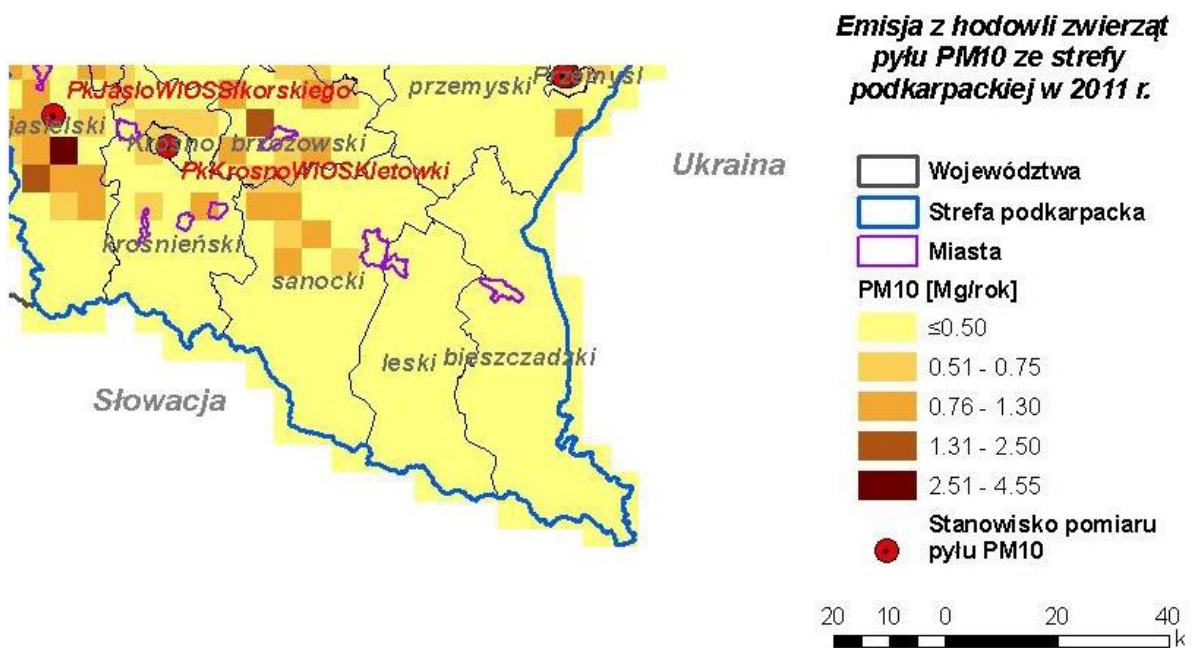 Emisja z hodowli zwierząt
pyłu PM10 ze strefy
podkarpackiej w 2011 r.
PkJasloWIOSSikorskiego
przemyski
Przemysl
jasielski
Krosno
brzozowski
PkKrosnoWIOSKletowki
Ukraina
krośnieński
sanocki
leski
bieszczadzki
Słowacja
Województwa
Strefa podkarpacka
Miasta
PM10 [Mg/rok]
≤0.50
0.51 - 0.75
0.76 - 1.30
1.31 - 2.50
2.51 - 4.55
Stanowisko pomiaru
pyłu PM10
20 10 0 20 40
k